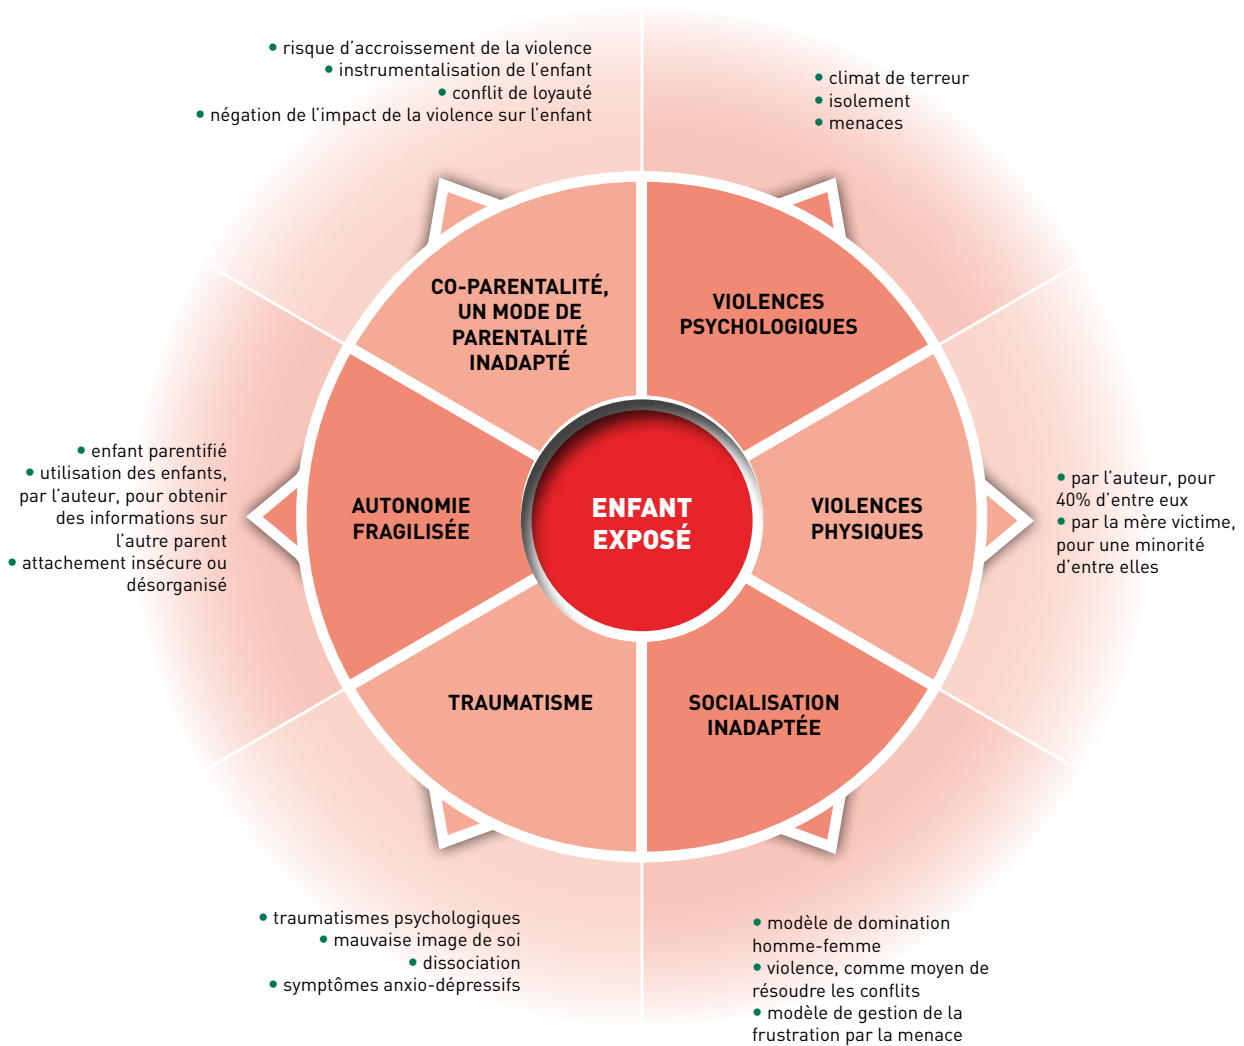 • risque d'accroissement de la violence
• instrumentalisation de l'enfant
• conflit de loyauté
• négation de l'impact de la violence sur l'enfant
• climat de terreur
• isolement
• menaces
CO-PARENTALITÉ,
UN MODE DE
PARENTALITÉ
INADAPTÉ
VIOLENCES
PSYCHOLOGIQUES
• enfant parentifié
• utilisation des enfants,
par l'auteur, pour obtenir
des informations sur
l'autre parent
• attachement insécure ou
désorganisé
AUTONOMIE
FRAGILISÉE
ENFANT
EXPOSÉ
VIOLENCES
PHYSIQUES
• par l'auteur, pour
40% d'entre eux
• par la mère victime,
pour une minorité
d'entre elles
TRAUMATISME
SOCIALISATION
INADAPTÉE
• traumatismes psychologiques
• mauvaise image de soi
• dissociation
• symptômes anxio-dépressifs
• modèle de domination
homme-femme
• violence, comme moyen de
résoudre les conflits
• modèle de gestion de la
frustration par la menace